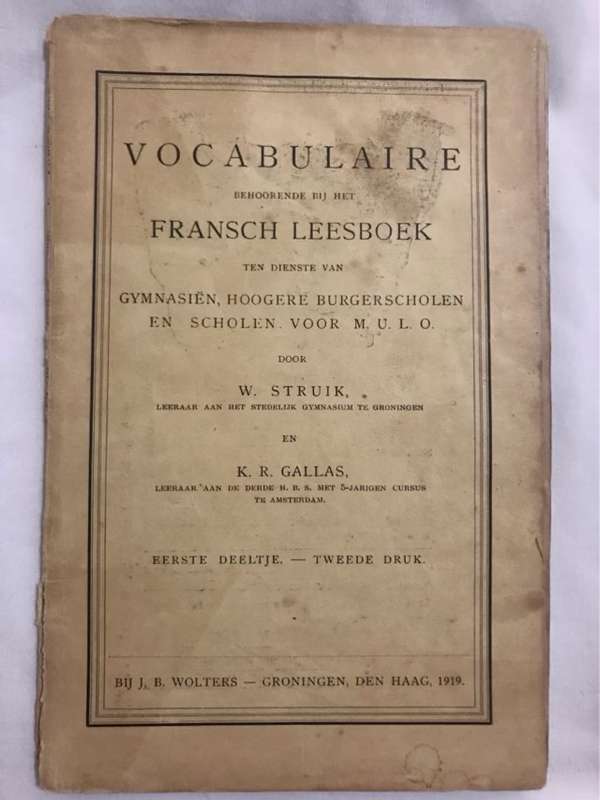 VOCABULAIRE
BEHOORENDE BIJ HET
FRANSCH LEESBOEK
TEN DIENSTE VAN
GYMNASIËN, HOOGERE BURGERSCHOLEN
EN SCHOLEN VOOR M. U. L. O.
DOOR
W. STRUIK,
LEERAAR AAN HET STEDELIJK GYMNASIUM TE GRONINGEN
EN
K. R. GALLAS,
LEERAAR AAN DE DERDE H. B. S. MET 5-JARIGEN CURSUS
TE AMSTERDAM.
EERSTE DEELTJE. — TWEEDE DRUK.
BIJ J. B. WOLTERS — GRONINGEN, DEN HAAG, 1919.